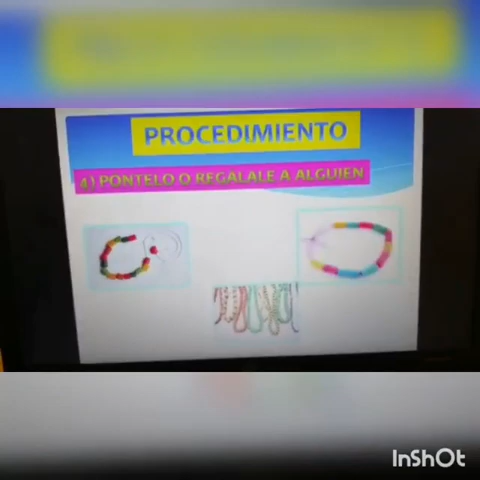 PROCEDIMIENTO
4) PONTELO O REGALALE A ALGUIEN
InShOt